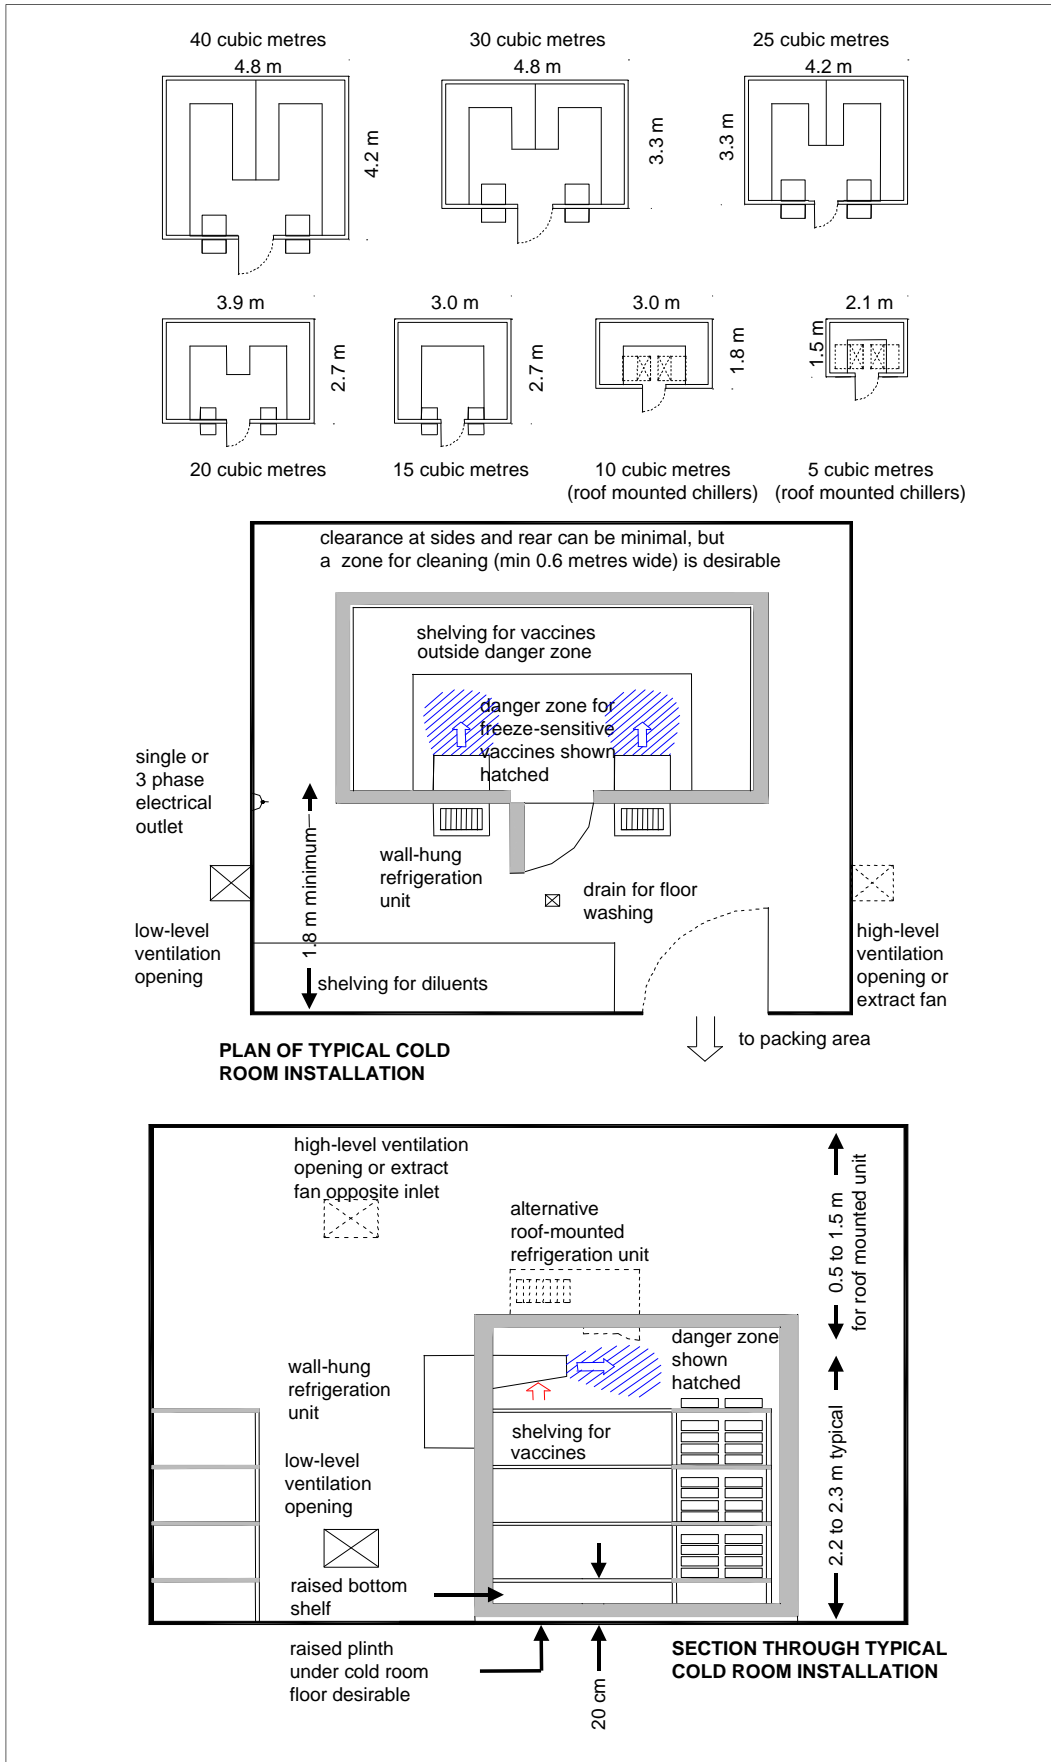 40 cubic metres
4.8 m
4.2 m
30 cubic metres
4.8 m
3.3 m
25 cubic metres
4.2 m
3.3 m
3.9 m
2.7 m
20 cubic metres
3.0 m
2.7 m
15 cubic metres
3.0 m
1.8 m
10 cubic metres
(roof mounted chillers)
2.1 m
1.5 m
5 cubic metres
(roof mounted chillers)
clearance at sides and rear can be minimal, but
a zone for cleaning (min 0.6 metres wide) is desirable
shelving for vaccines
outside danger zone
danger zone for
freeze-sensitive
vaccines shown
hatched
single or
3 phase
electrical
outlet
1.8 m minimum
wall-hung
refrigeration
unit
drain for floor
washing
low-level
ventilation
opening
high-level
ventilation
opening or
extract fan
shelving for diluents
to packing area
PLAN OF TYPICAL COLD
ROOM INSTALLATION
high-level ventilation
opening or extract
fan opposite inlet
alternative
roof-mounted
refrigeration unit
0.5 to 1.5 m
for roof mounted unit
danger zone
shown
hatched
wall-hung
refrigeration
unit
shelving for
vaccines
low-level
ventilation
opening
2.2 to 2.3 m typical
raised bottom
shelf
raised plinth
under cold room
floor desirable
20 cm
SECTION THROUGH TYPICAL
COLD ROOM INSTALLATION